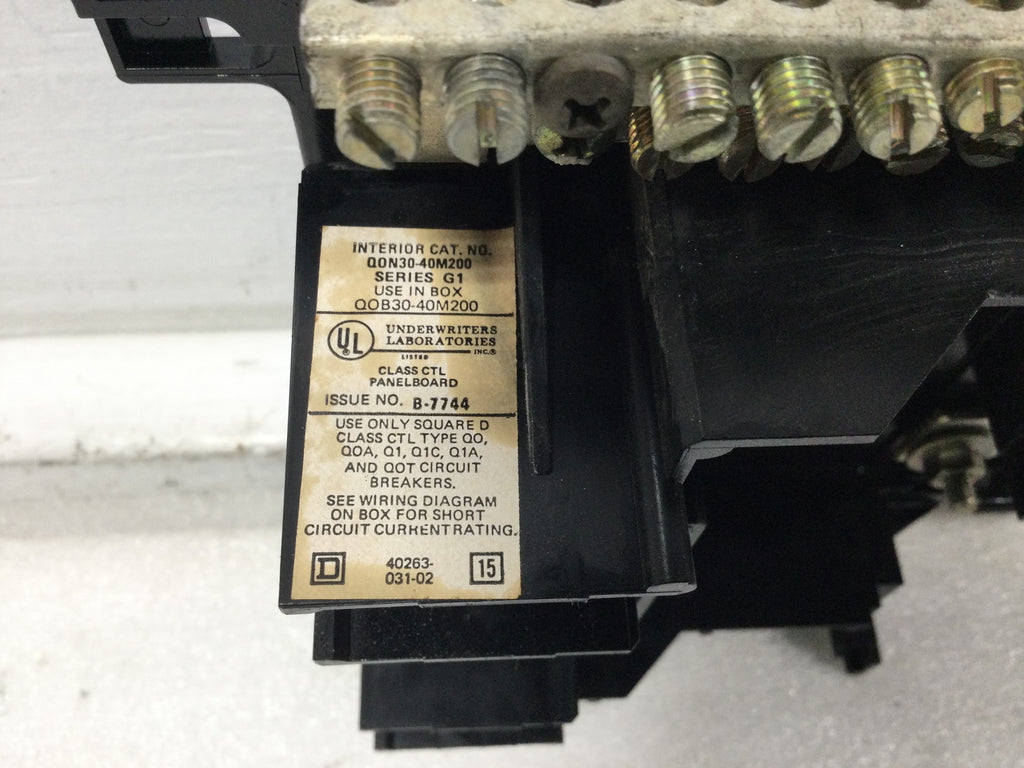 INTERIOR CAT. NO.
QON30-40M200
SERIES G1
USE IN BOX
QOB30-40M200
UL
UNDERWRITERS
LABORATORIES
INC.®
LISTED
CLASS CTL
PANELBOARD
ISSUE NO. B-7744
USE ONLY SQUARE D
CLASS CTL TYPE QO,
QOA, Q1, Q1C, Q1A,
AND QOT CIRCUIT
BREAKERS.
SEE WIRING DIAGRAM
ON BOX FOR SHORT
CIRCUIT CURRENT RATING.
D
40263-
031-02
15